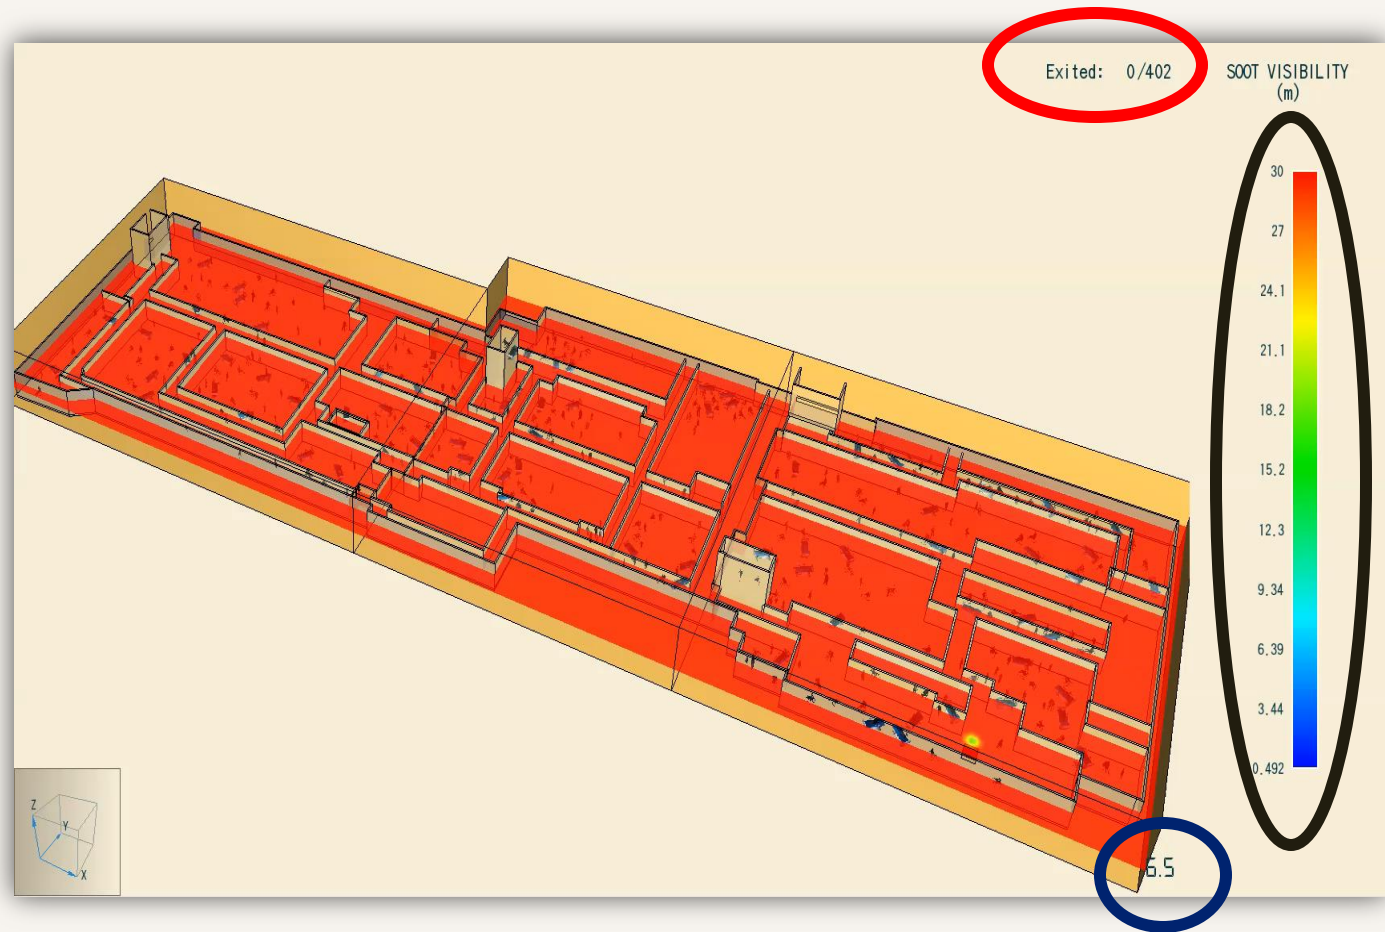 Exited: 0/402
SOOT VISIBILITY
(m)
30
27
24.1
21.1
18.2
15.2
12.3
9.34
6.39
3.44
0.492
6.5
Z
Y
X